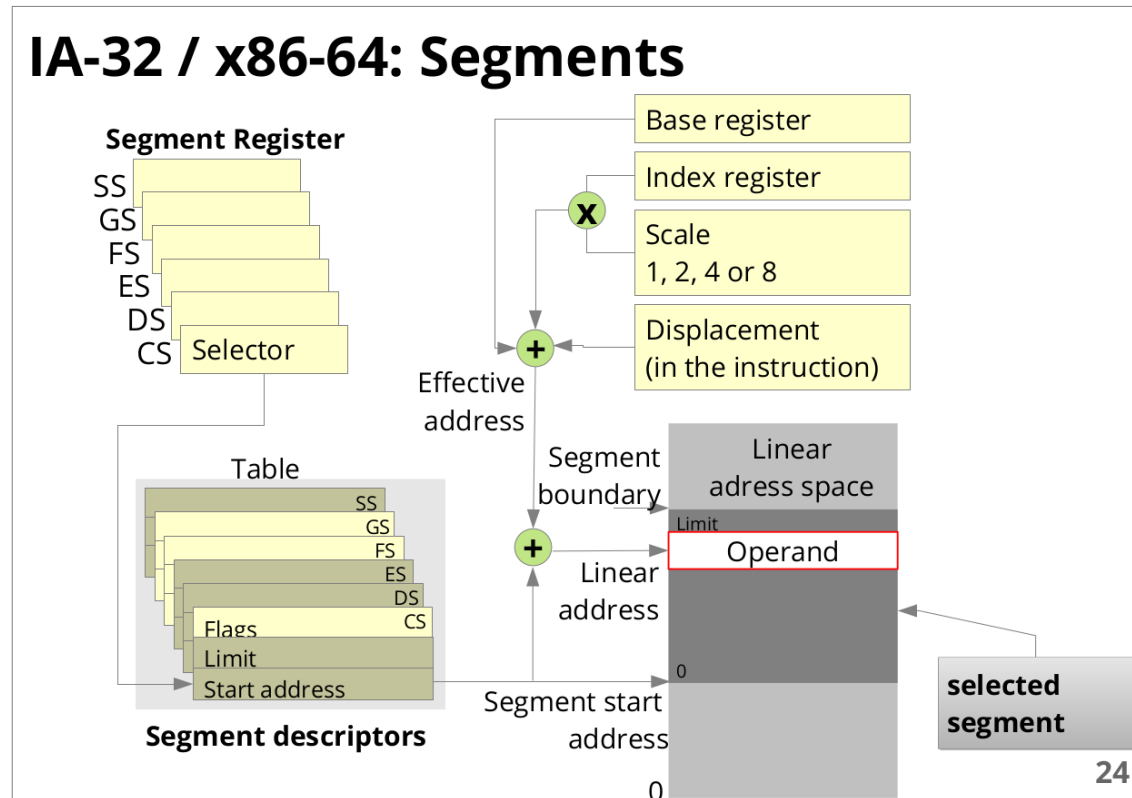 IA-32 / x86-64: Segments
Segment Register
SS
GS
FS
ES
DS
CS
Selector
Base register
Index register
x
Scale
1, 2, 4 or 8
Displacement
(in the instruction)
+
Effective
address
Table
SS
GS
FS
ES
DS
CS
Flags
Limit
Start address
Segment descriptors
Segment
boundary
Linear
adress space
Limit
Operand
+
Linear
address
0
Segment start
address
0
selected
segment
24